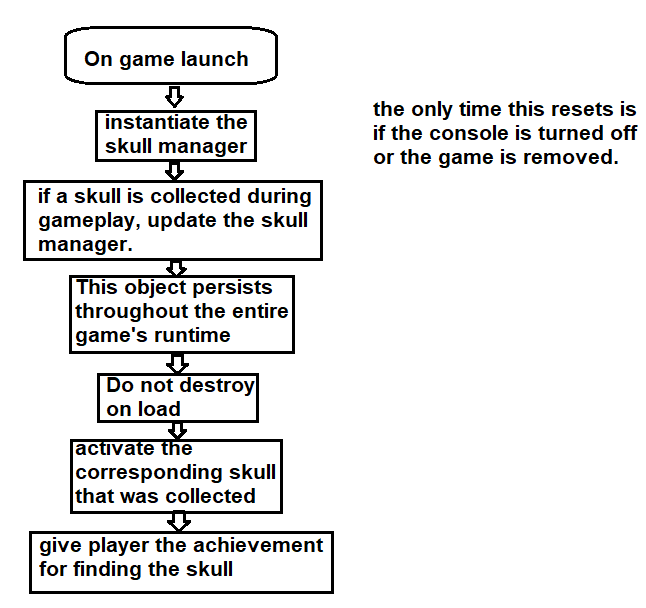 On game launch
instantiate the
skull manager
if a skull is collected during
gameplay, update the skull
manager.
This object persists
throughout the entire
game's runtime
Do not destroy
on load
activate the
corresponding skull
that was collected
give player the achievement
for finding the skull
the only time this resets is
if the console is turned off
or the game is removed.